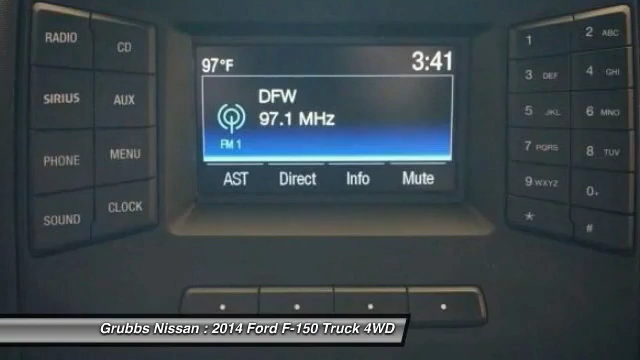 RADIO
CD
SIRIUS
AUX
PHONE
MENU
SOUND
CLOCK
97°F
3:41
DFW
97.1 MHz
FM 1
AST Direct Info Mute
1
2 ABC
3 DEF
4 GHI
5 JKL
6 MNO
7 PQRS
8 TUV
9 WXYZ
0.
*
#
Grubbs Nissan : 2014 Ford F-150 Truck 4WD